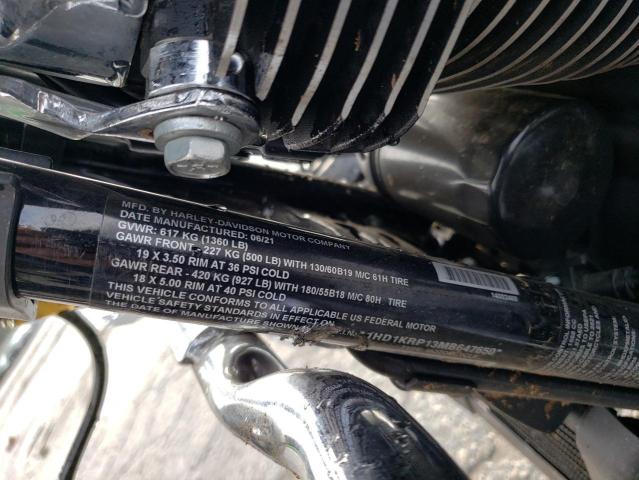 MFD. BY HARLEY-DAVIDSON MOTOR COMPANY
DATE MANUFACTURED: 06/21
GVWR: 617 KG (1360 LB)
GAWR FRONT - 227 KG (500 LB) WITH 130/60B19 M/C 61H TIRE
19 X 3.50 RIM AT 36 PSI COLD
GAWR REAR - 420 KG (927 LB) WITH 180/55B18 M/C 80H TIRE
18 X 5.00 RIM AT 40 PSI COLD
THIS VEHICLE CONFORMS TO ALL APPLICABLE US FEDERAL MOTOR
VEHICLE SAFETY STANDARDS IN EFFECT ON
THE DATE OF MANUFACTURE SHOWN
*1HD1KRP13MB647550*